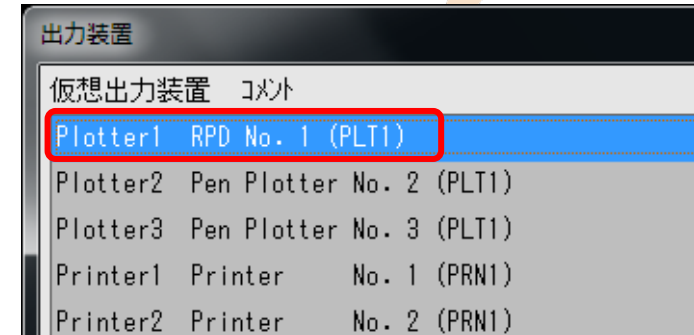 出力装置
仮想出力装置 ｺﾒﾝﾄ
Plotter1 RPD No. 1 (PLT1)
Plotter2 Pen Plotter No. 2 (PLT1)
Plotter3 Pen Plotter No. 3 (PLT1)
Printer1 Printer No. 1 (PRN1)
Printer2 Printer No. 2 (PRN1)